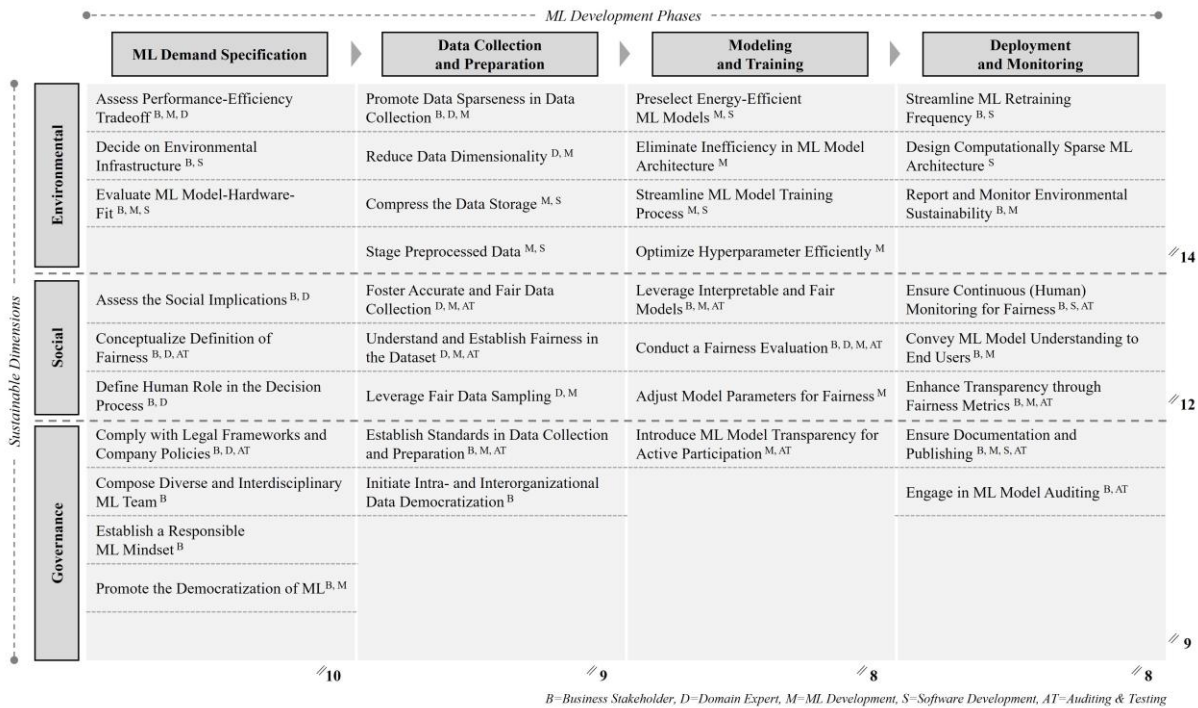 ML Development Phases
ML Demand Specification
Data Collection
and Preparation
Modeling
and Training
Deployment
and Monitoring
Sustainable Dimensions
Environmental
Assess Performance-Efficiency
Tradeoff B, M, D
Promote Data Sparseness in Data
Collection B, D, M
Preselect Energy-Efficient
ML Models M, S
Streamline ML Retraining
Frequency B, S
Decide on Environmental
Infrastructure B, S
Reduce Data Dimensionality D, M
Eliminate Inefficiency in ML Model
Architecture M
Design Computationally Sparse ML
Architecture S
Evaluate ML Model-Hardware-
Fit B, M, S
Compress the Data Storage M, S
Streamline ML Model Training
Process M, S
Report and Monitor Environmental
Sustainability B, M
Stage Preprocessed Data M, S
Optimize Hyperparameter Efficiently M
14
Social
Assess the Social Implications B, D
Foster Accurate and Fair Data
Collection D, M, AT
Leverage Interpretable and Fair
Models B, M, AT
Ensure Continuous (Human)
Monitoring for Fairness B, S, AT
Conceptualize Definition of
Fairness B, D, AT
Understand and Establish Fairness in
the Dataset D, M, AT
Conduct a Fairness Evaluation B, D, M, AT
Convey ML Model Understanding to
End Users B, M
Define Human Role in the Decision
Process B, D
Leverage Fair Data Sampling D, M
Adjust Model Parameters for Fairness M
Enhance Transparency through
Fairness Metrics B, M, AT
12
Governance
Comply with Legal Frameworks and
Company Policies B, D, AT
Establish Standards in Data Collection
and Preparation B, M, AT
Introduce ML Model Transparency for
Active Participation M, AT
Ensure Documentation and
Publishing B, M, S, AT
Compose Diverse and Interdisciplinary
ML Team B
Initiate Intra- and Interorganizational
Data Democratization B
Engage in ML Model Auditing B, AT
Establish a Responsible
ML Mindset B
Promote the Democratization of ML B, M
9
10
9
8
8
B=Business Stakeholder, D=Domain Expert, M=ML Development, S=Software Development, AT=Auditing & Testing